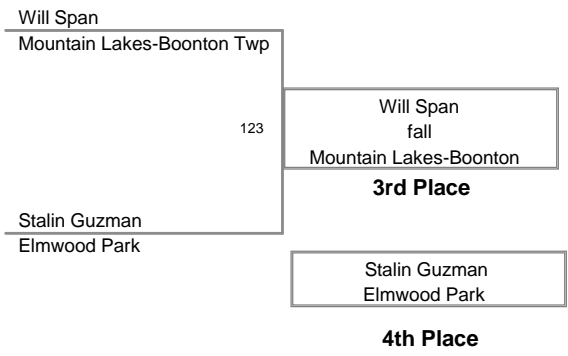 Will Span
Mountain Lakes-Boonton Twp
123
Will Span
fall
Mountain Lakes-Boonton
3rd Place
Stalin Guzman
Elmwood Park
Stalin Guzman
Elmwood Park
4th Place